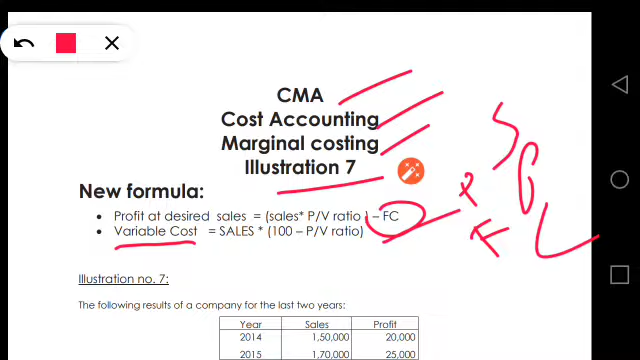 CMA
Cost Accounting
Marginal costing
Illustration 7
New formula:
• Profit at desired sales = (sales* P/V ratio ) – FC
• Variable Cost = SALES * (100 – P/V ratio)
Illustration no. 7:
The following results of a company for the last two years:
Year Sales Profit
2014 1,50,000 20,000
2015 1,70,000 25,000